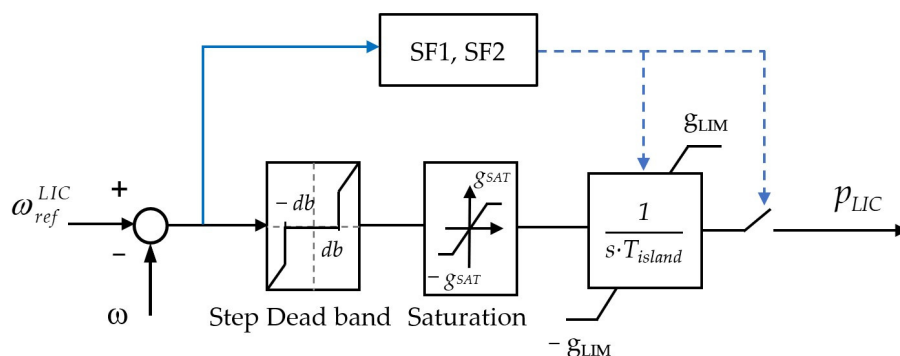 SF1, SF2
g_LIM
+
ω_ref^LIC
-
ω
− db
db
Step Dead band
g_SAT
− g_SAT
Saturation
1
s·T_island
− g_LIM
p_LIC